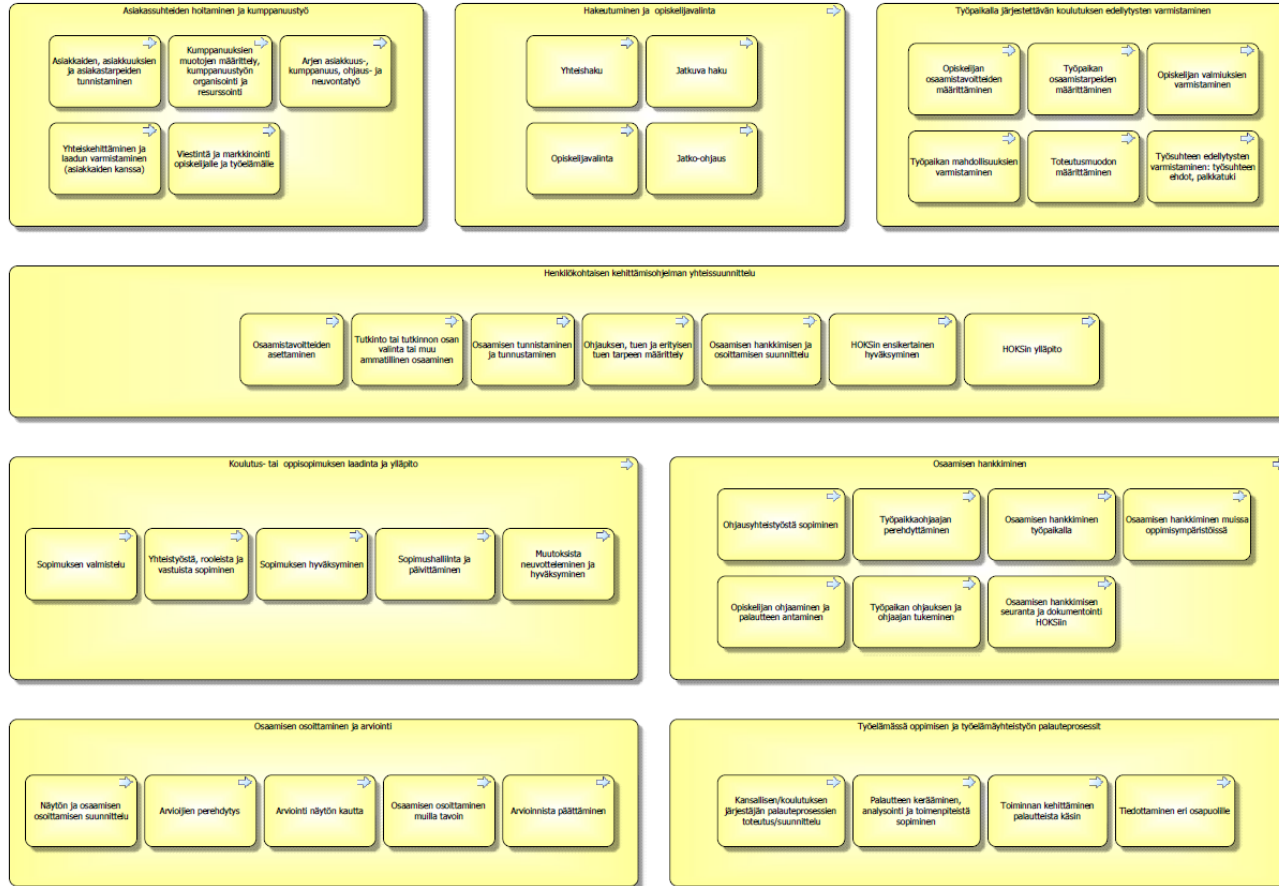 Asiakassuhteiden hoitaminen ja kumppanuustyö
Asiakkaiden, asiakkuuksien
ja asiakastarpeiden
tunnistaminen
Kumppanuuksien
muotojen määrittely,
kumppanuustyön
organisointi ja
resurssointi
Arjen asiakkuus-,
kumppanuus, ohjaus- ja
neuvontatyö
Yhteiskehittäminen ja
laadun varmistaminen
(asiakkaiden kanssa)
Viestintä ja markkinointi
opiskelijalle ja työelämälle
Hakeutuminen ja opiskelijavalinta
Yhteishaku
Jatkuva haku
Opiskelijavalinta
Jatko-ohjaus
Työpaikalla järjestettävän koulutuksen edellytysten varmistaminen
Opiskelijan
osaamistavoitteiden
määrittäminen
Työpaikan
osaamistarpeiden
määrittäminen
Opiskelijan valmiuksien
varmistaminen
Työpaikan mahdollisuuksien
varmistaminen
Toteutusmuodon
määrittäminen
Työsuhteen edellytysten
varmistaminen: työsuhteen
ehdot, palkkatuki
Henkilökohtaisen kehittämisohjelman yhteissuunnittelu
Osaamistavoitteiden
asettaminen
Tutkinto tai tutkinnon osan
valinta tai muu
ammatillinen osaaminen
Osaamisen tunnistaminen
ja tunnustaminen
Ohjauksen, tuen ja erityisen
tuen tarpeen määrittely
Osaamisen hankkimisen ja
osoittamisen suunnittelu
HOKSin ensikertainen
hyväksyminen
HOKSin ylläpito
Koulutus- tai oppisopimuksen laadinta ja ylläpito
Sopimuksen valmistelu
Yhteistyöstä, rooleista ja
vastuista sopiminen
Sopimuksen hyväksyminen
Sopimushallinta ja
päivittäminen
Muutoksista
neuvotteleminen ja
hyväksyminen
Osaamisen hankkiminen
Ohjausyhteistyöstä sopiminen
Työpaikkaohjaajan
perehdyttäminen
Osaamisen hankkiminen
työpaikalla
Osaamisen hankkiminen muissa
oppimisympäristöissä
Opiskelijan ohjaaminen ja
palautteen antaminen
Työpaikan ohjauksen ja
ohjaajan tukeminen
Osaamisen hankkimisen
seuranta ja dokumentointi
HOKSiin
Osaamisen osoittaminen ja arviointi
Näytön ja osaamisen
osoittamisen suunnittelu
Arvioijien perehdytys
Arviointi näytön kautta
Osaamisen osoittaminen
muilla tavoin
Arvioinnista päättäminen
Työelämässä oppimisen ja työelämäyhteistyön palauteprosessit
Kansallisen/koulutuksen
järjestäjän palauteprosessien
toteutus/suunnittelu
Palautteen kerääminen,
analysointi ja toimenpiteistä
sopiminen
Toiminnan kehittäminen
palautteista käsin
Tiedottaminen eri osapuolille